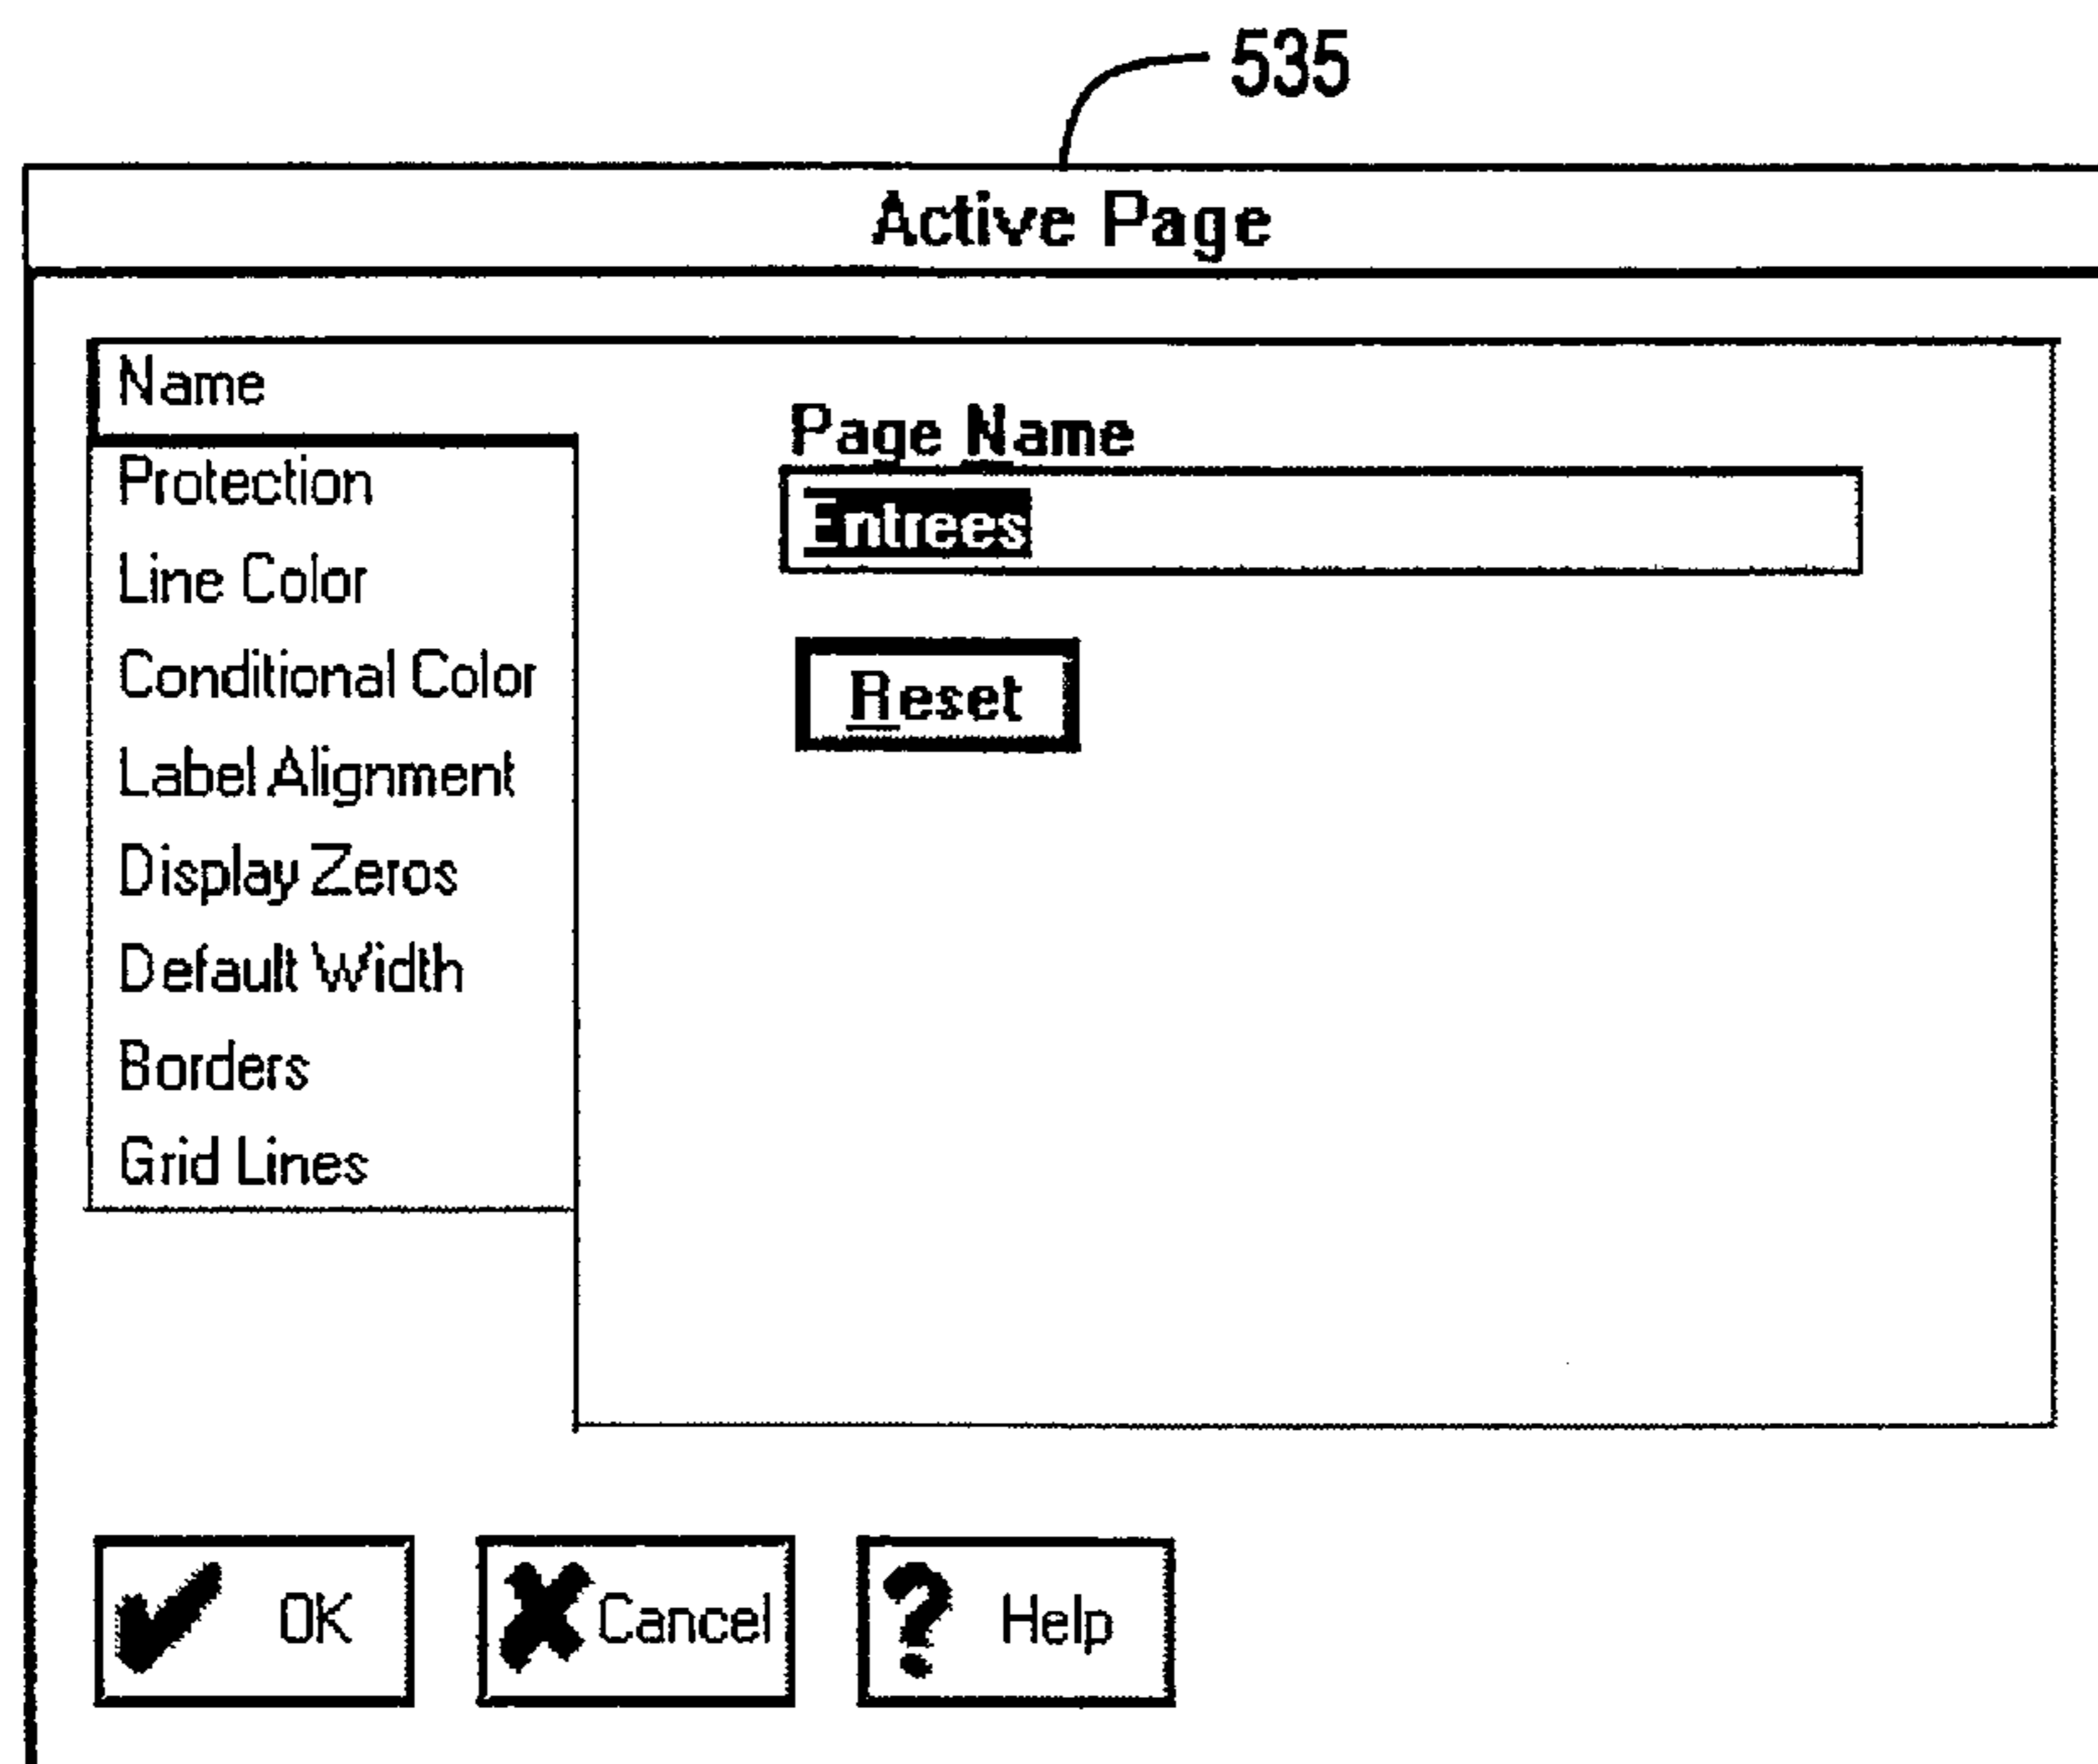 535
Active Page
Name
Protection
Line Color
Conditional Color
Label Alignment
Display Zeros
Default Width
Borders
Grid Lines
Page Name
Entrees
Reset
OK
Cancel
Help